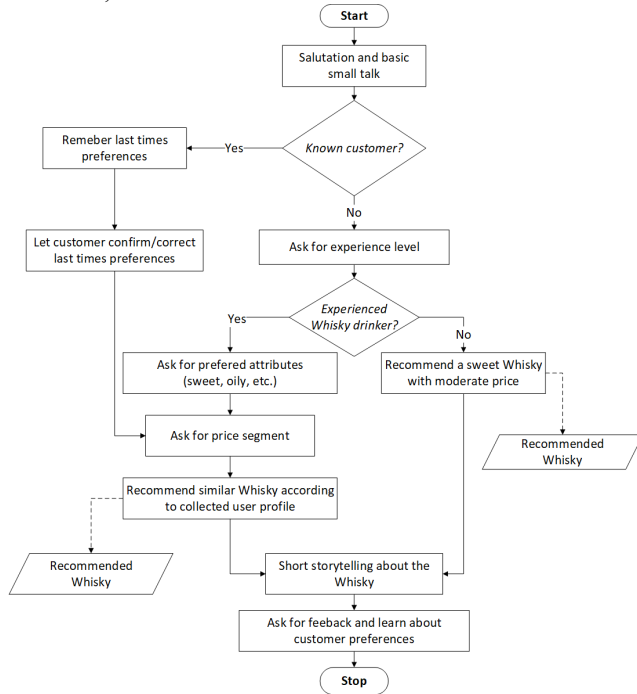 Start
Salutation and basic
small talk
Known customer?
Yes
Remeber last times
preferences
No
Let customer confirm/correct
last times preferences
Ask for experience level
Experienced
Whisky drinker?
Yes
No
Ask for prefered attributes
(sweet, oily, etc.)
Recommend a sweet Whisky
with moderate price
Ask for price segment
Recommended
Whisky
Recommend similar Whisky according
to collected user profile
Recommended
Whisky
Short storytelling about the
Whisky
Ask for feeback and learn about
customer preferences
Stop